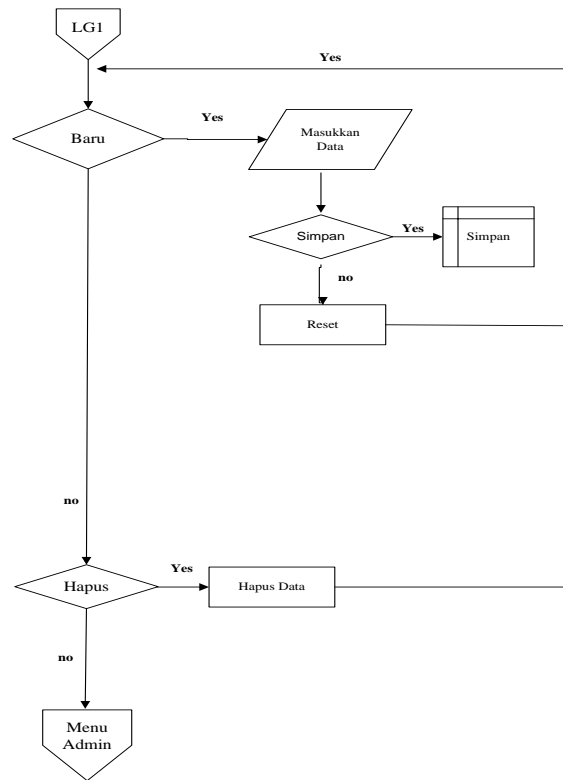 LG1
Yes
Baru
Yes
Masukkan
Data
Simpan
Yes
Simpan
no
Reset
no
Hapus
Yes
Hapus Data
no
Menu
Admin